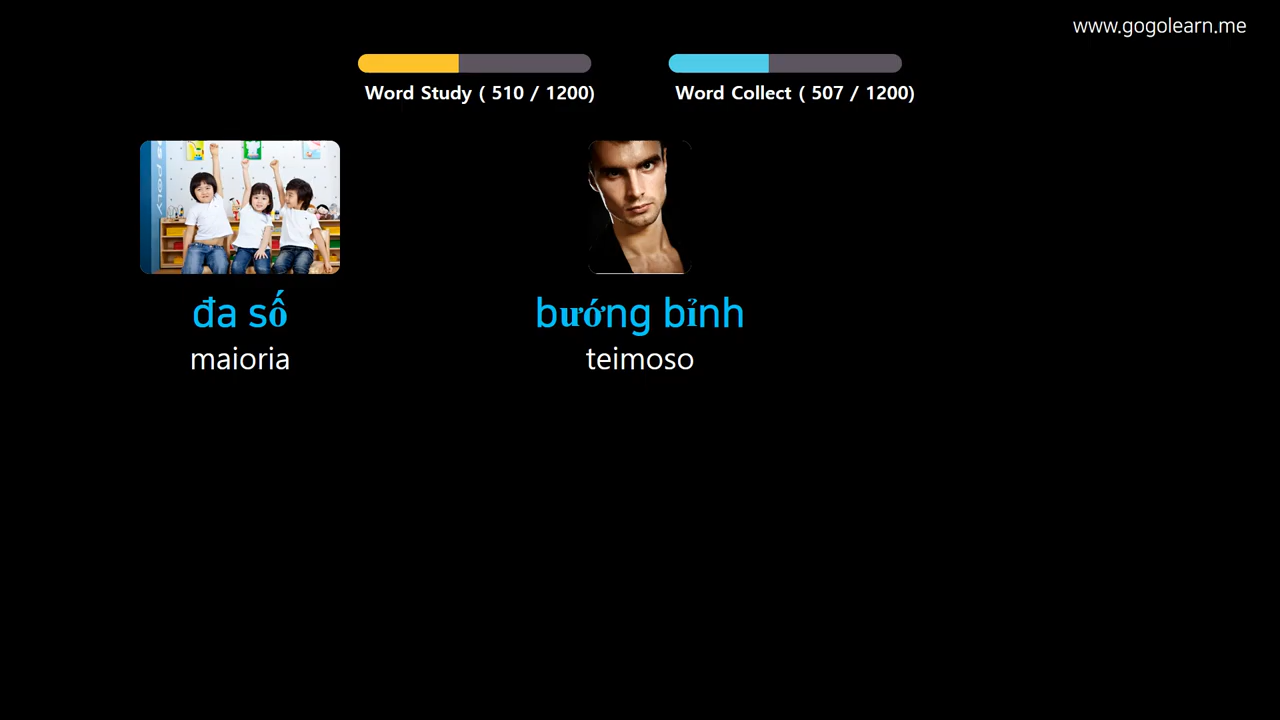 www.gogolearn.me
Word Study ( 510 / 1200)
Word Collect ( 507 / 1200)
đa số
maioria
bướng bỉnh
teimoso